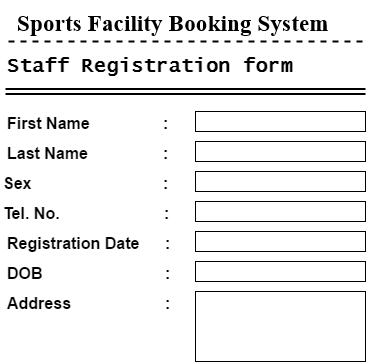 Sports Facility Booking System
Staff Registration form
First Name :
Last Name :
Sex :
Tel. No. :
Registration Date :
DOB :
Address :